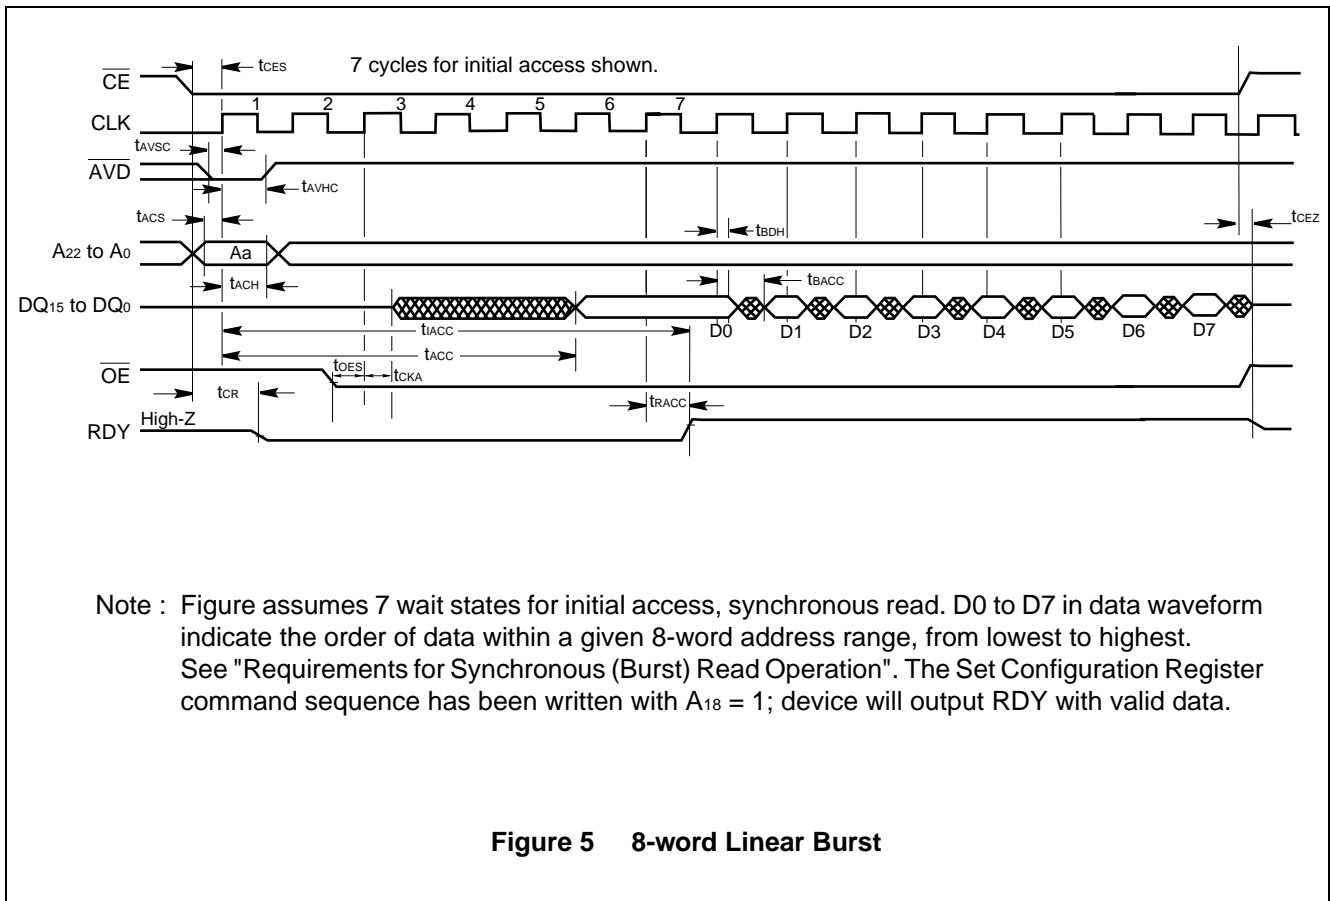 tCES 7 cycles for initial access shown.
CE
1 2 3 4 5 6 7
CLK
tAVSC
AVD
tAVHC
tACS
tCEZ
tBDH
A22 to A0 Aa
tACH
tBACC
DQ15 to DQ0
tIACC
D0 D1 D2 D3 D4 D5 D6 D7
tACC
tOES
OE
tCKA
tCR
tRACC
High-Z
RDY
Note : Figure assumes 7 wait states for initial access, synchronous read. D0 to D7 in data waveform
indicate the order of data within a given 8-word address range, from lowest to highest.
See "Requirements for Synchronous (Burst) Read Operation". The Set Configuration Register
command sequence has been written with A18 = 1; device will output RDY with valid data.
Figure 5 8-word Linear Burst